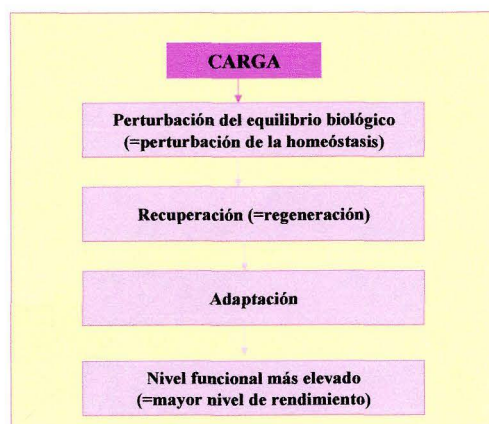 CARGA
Perturbación del equilibrio biológico
(=perturbación de la homeóstasis)
Recuperación (=regeneración)
Adaptación
Nivel funcional más elevado
(=mayor nivel de rendimiento)